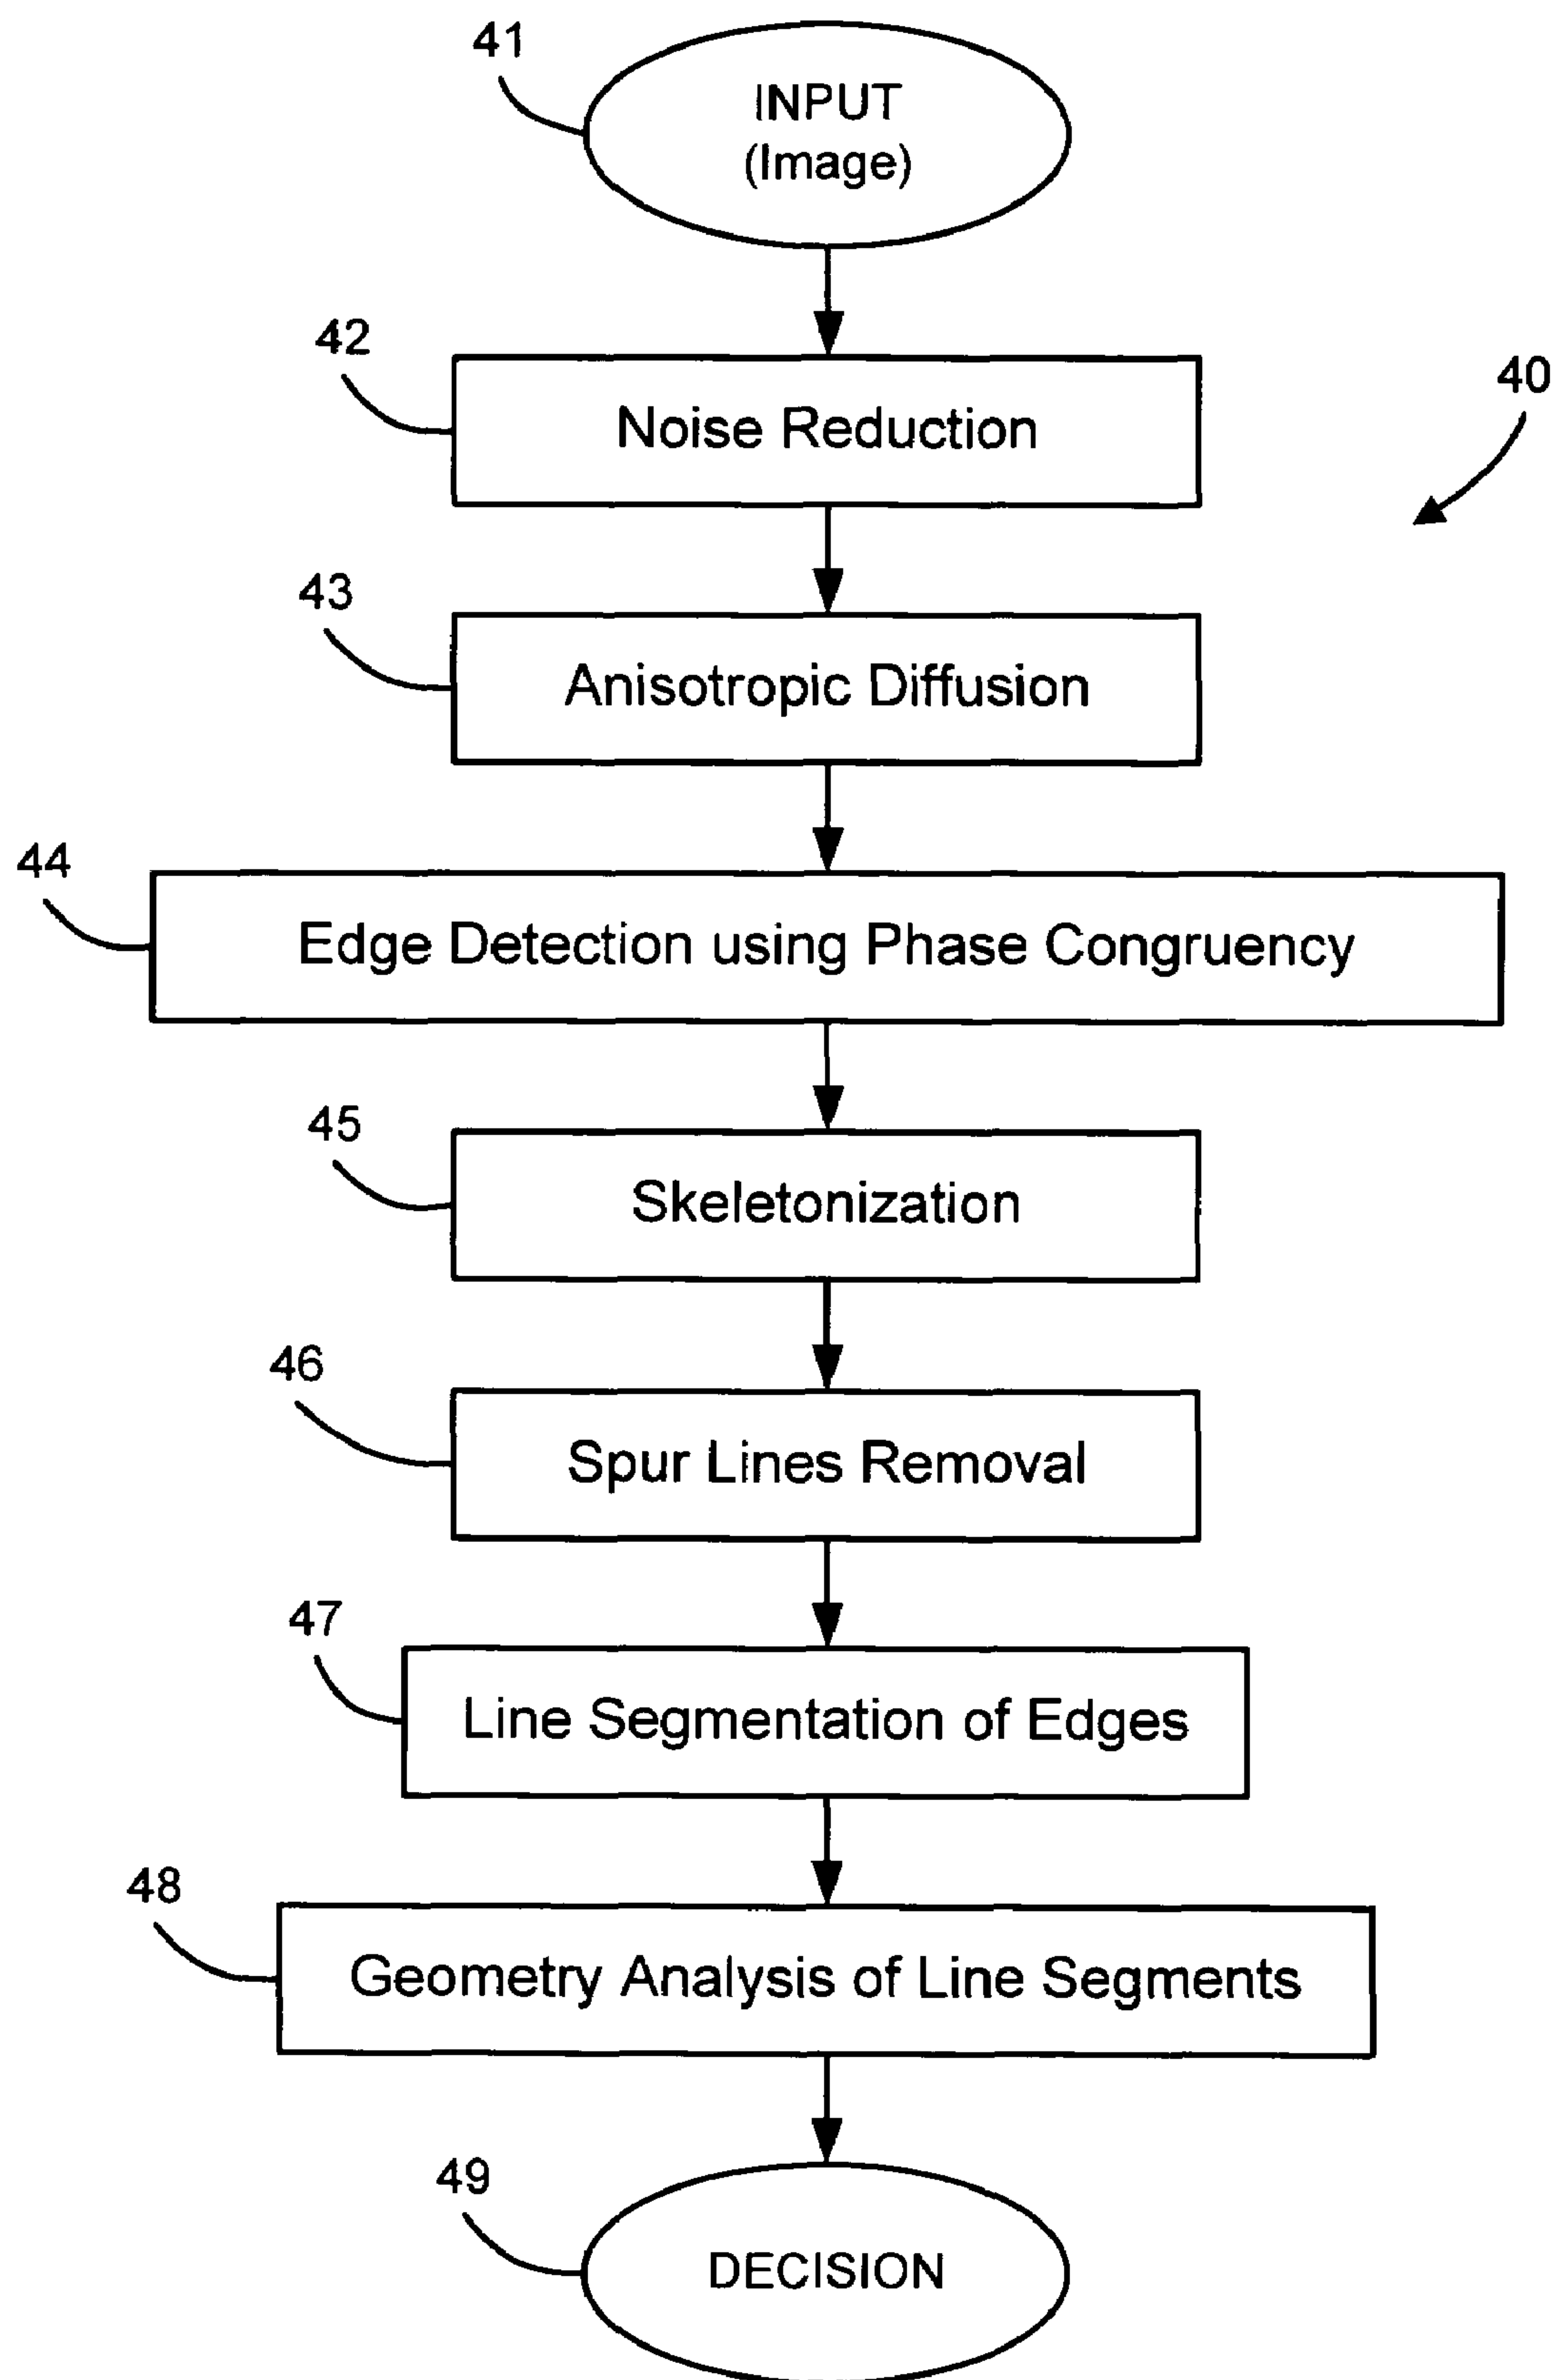 41
INPUT
(Image)
42
Noise Reduction
40
43
Anisotropic Diffusion
44
Edge Detection using Phase Congruency
45
Skeletonization
46
Spur Lines Removal
47
Line Segmentation of Edges
48
Geometry Analysis of Line Segments
49
DECISION